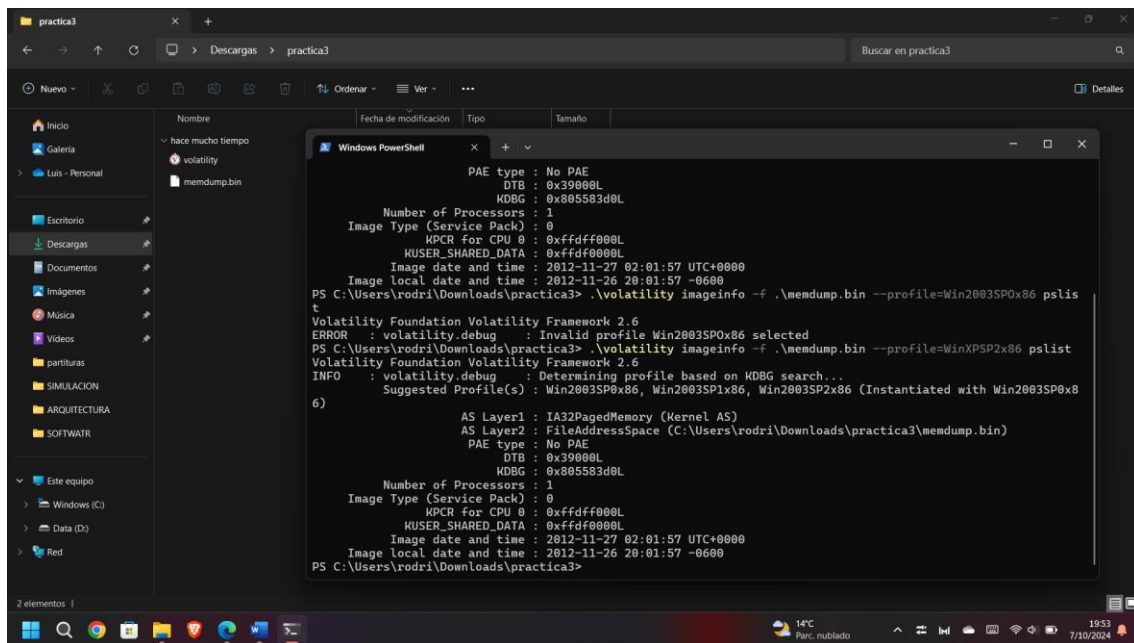 practica3
Descargas > practica3
Buscar en practica3
Nuevo
Ordenar
Ver
Detalles
Nombre
Fecha de modificación
Tipo
Tamaño
Inicio
Galería
Luis - Personal
Escritorio
Descargas
Documentos
Imágenes
Música
Vídeos
partituras
SIMULACION
ARQUITECTURA
SOFTWATR
Este equipo
Windows (C:)
Data (D:)
Red
hace mucho tiempo
volatility
memdump.bin
Windows PowerShell
PAE type : No PAE
DTB : 0x39000L
KDBG : 0x805583d0L
Number of Processors : 1
Image Type (Service Pack) : 0
KPCR for CPU 0 : 0xffdff000L
KUSER_SHARED_DATA : 0xffdf0000L
Image date and time : 2012-11-27 02:01:57 UTC+0000
Image local date and time : 2012-11-26 20:01:57 -0600
PS C:\Users\rodri\Downloads\practica3> .\volatility imageinfo -f .\memdump.bin --profile=Win2003SPOx86 pslis
t
Volatility Foundation Volatility Framework 2.6
ERROR : volatility.debug : Invalid profile Win2003SPOx86 selected
PS C:\Users\rodri\Downloads\practica3> .\volatility imageinfo -f .\memdump.bin --profile=WinXPSP2x86 pslist
Volatility Foundation Volatility Framework 2.6
INFO : volatility.debug : Determining profile based on KDBG search...
Suggested Profile(s) : Win2003SP0x86, Win2003SP1x86, Win2003SP2x86 (Instantiated with Win2003SP0x8
6)
AS Layer1 : IA32PagedMemory (Kernel AS)
AS Layer2 : FileAddressSpace (C:\Users\rodri\Downloads\practica3\memdump.bin)
PAE type : No PAE
DTB : 0x39000L
KDBG : 0x805583d0L
Number of Processors : 1
Image Type (Service Pack) : 0
KPCR for CPU 0 : 0xffdff000L
KUSER_SHARED_DATA : 0xffdf0000L
Image date and time : 2012-11-27 02:01:57 UTC+0000
Image local date and time : 2012-11-26 20:01:57 -0600
PS C:\Users\rodri\Downloads\practica3>
2 elementos
14°C
Parc. nublado
19:53
7/10/2024